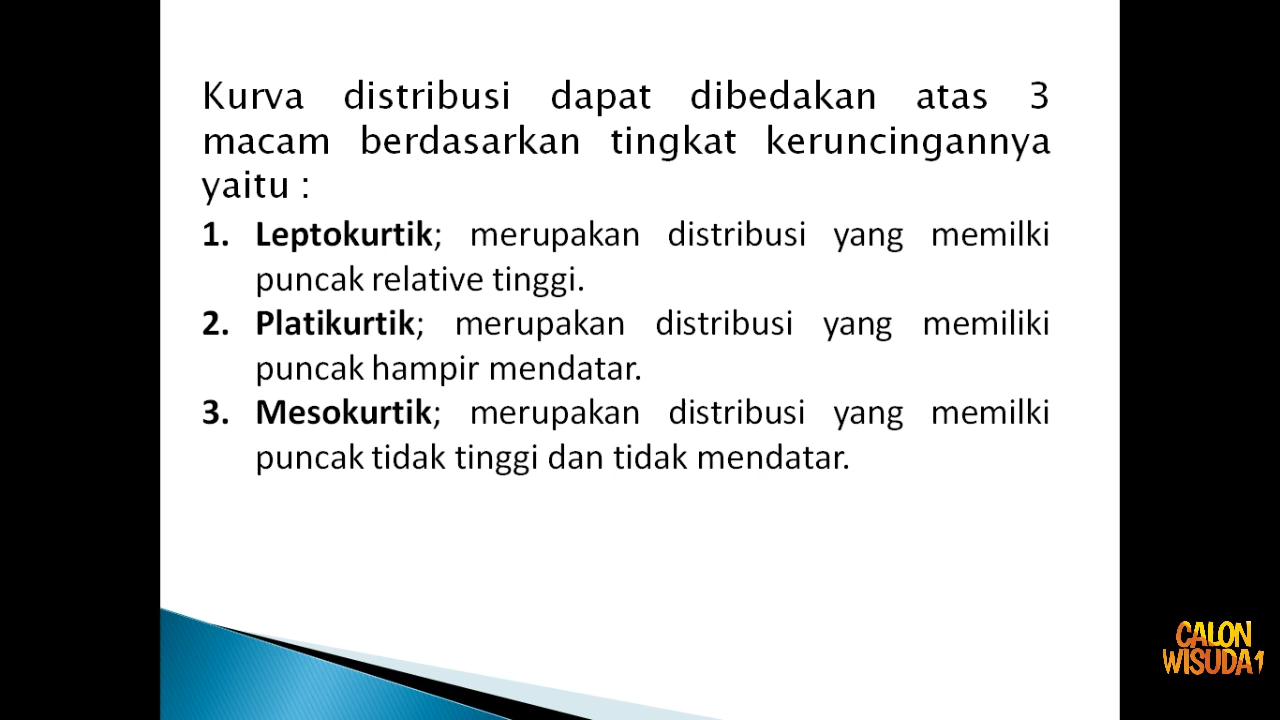 Kurva distribusi dapat dibedakan atas 3
macam berdasarkan tingkat keruncingannya
yaitu :
1. Leptokurtik; merupakan distribusi yang memilki
puncak relative tinggi.
2. Platikurtik; merupakan distribusi yang memiliki
puncak hampir mendatar.
3. Mesokurtik; merupakan distribusi yang memilki
puncak tidak tinggi dan tidak mendatar.
CALON
WISUDA1